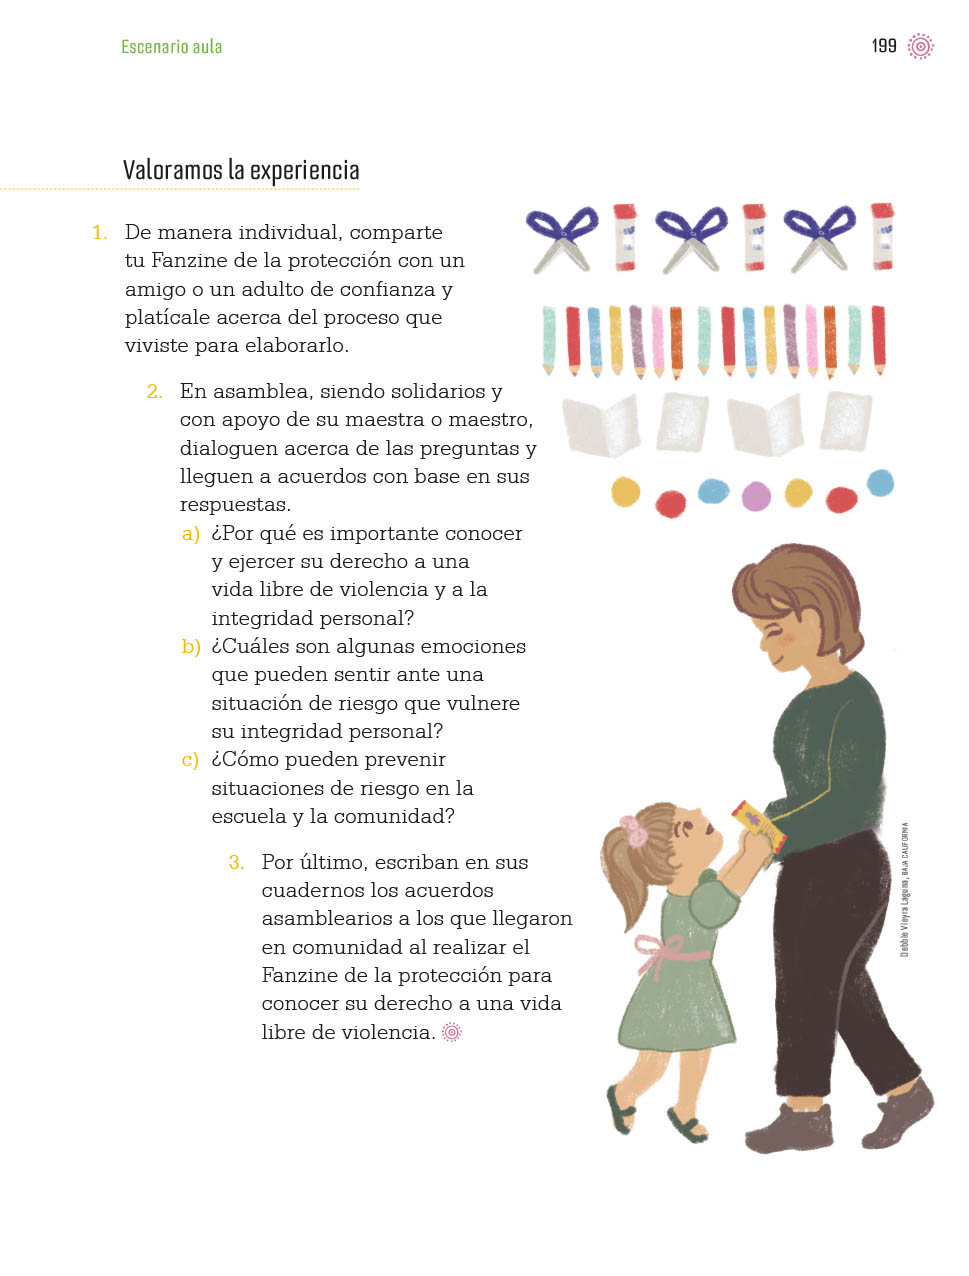 Escenario aula
199
Valoramos la experiencia
1. De manera individual, comparte
tu Fanzine de la protección con un
amigo o un adulto de confianza y
platícale acerca del proceso que
viviste para elaborarlo.
2. En asamblea, siendo solidarios y
con apoyo de su maestra o maestro,
dialoguen acerca de las preguntas y
lleguen a acuerdos con base en sus
respuestas.
a) ¿Por qué es importante conocer
y ejercer su derecho a una
vida libre de violencia y a la
integridad personal?
b) ¿Cuáles son algunas emociones
que pueden sentir ante una
situación de riesgo que vulnere
su integridad personal?
c) ¿Cómo pueden prevenir
situaciones de riesgo en la
escuela y la comunidad?
3. Por último, escriban en sus
cuadernos los acuerdos
asamblearios a los que llegaron
en comunidad al realizar el
Fanzine de la protección para
conocer su derecho a una vida
libre de violencia.
Debbie Vieyra Laguna, BAJA CALIFORNIA